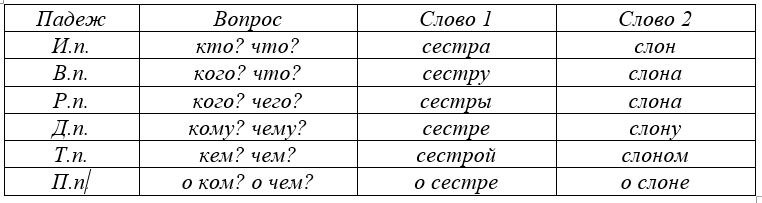 Падеж Вопрос Слово 1 Слово 2
И.п. кто? что? сестра слон
В.п. кого? что? сестру слона
Р.п. кого? чего? сестры слона
Д.п. кому? чему? сестре слону
Т.п. кем? чем? сестрой слоном
П.п о ком? о чем? о сестре о слоне